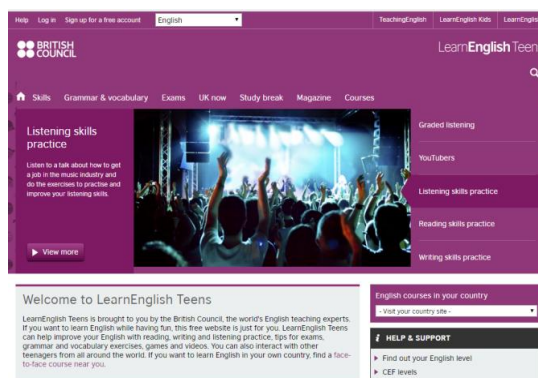 Help Log in Sign up for a free account English TeachingEnglish LearnEnglish Kids LearnEnglis
BRITISH
COUNCIL
LearnEnglish Teen
Skills Grammar & vocabulary Exams UK now Study break Magazine Courses
Listening skills
practice
Listen to a talk about how to get
a job in the music industry and
do the exercises to practise and
improve your listening skills.
View more
Graded listening
YouTubers
Listening skills practice
Reading skills practice
Writing skills practice
Welcome to LearnEnglish Teens
LearnEnglish Teens is brought to you by the British Council, the world's English teaching experts.
If you want to learn English while having fun, this free website is just for you. LearnEnglish Teens
can help improve your English with reading, writing and listening practice, tips for exams,
grammar and vocabulary exercises, games and videos. You can also interact with other
teenagers from all around the world. If you want to learn English in your own country, find a face-
to-face course near you.
English courses in your country
- Visit your country site -
i HELP & SUPPORT
Find out your English level
CEF levels